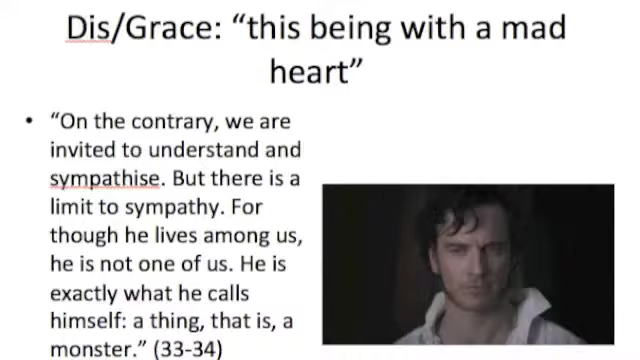 Dis/Grace: “this being with a mad
heart”
• “On the contrary, we are
invited to understand and
sympathise. But there is a
limit to sympathy. For
though he lives among us,
he is not one of us. He is
exactly what he calls
himself: a thing, that is, a
monster.” (33-34)